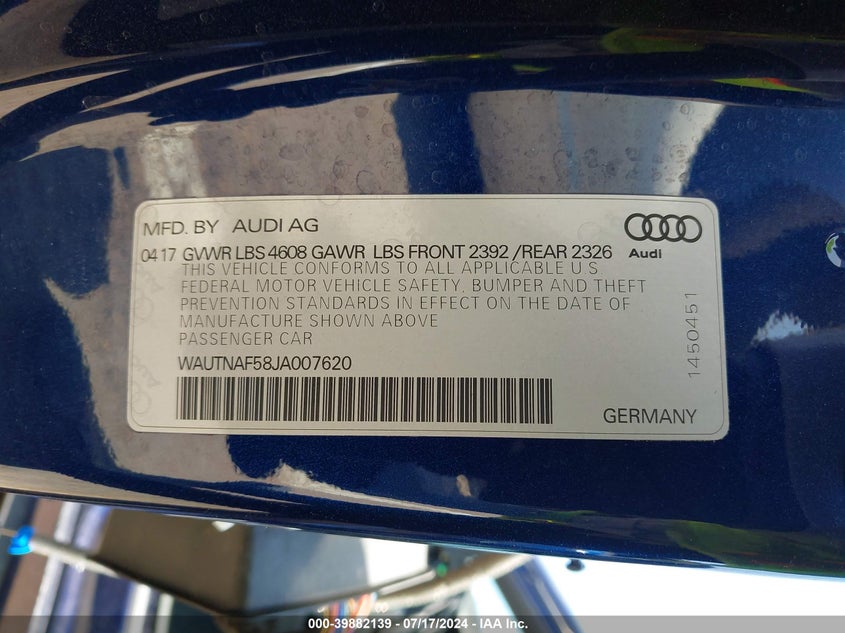 MFD. BY AUDI AG
Audi
0417 GVWR LBS 4608 GAWR LBS FRONT 2392 /REAR 2326
THIS VEHICLE CONFORMS TO ALL APPLICABLE U S
FEDERAL MOTOR VEHICLE SAFETY, BUMPER AND THEFT
PREVENTION STANDARDS IN EFFECT ON THE DATE OF
MANUFACTURE SHOWN ABOVE
PASSENGER CAR
WAUTNAF58JA007620
GERMANY
1450451
000-39882139 - 07/17/2024 - IAA Inc.